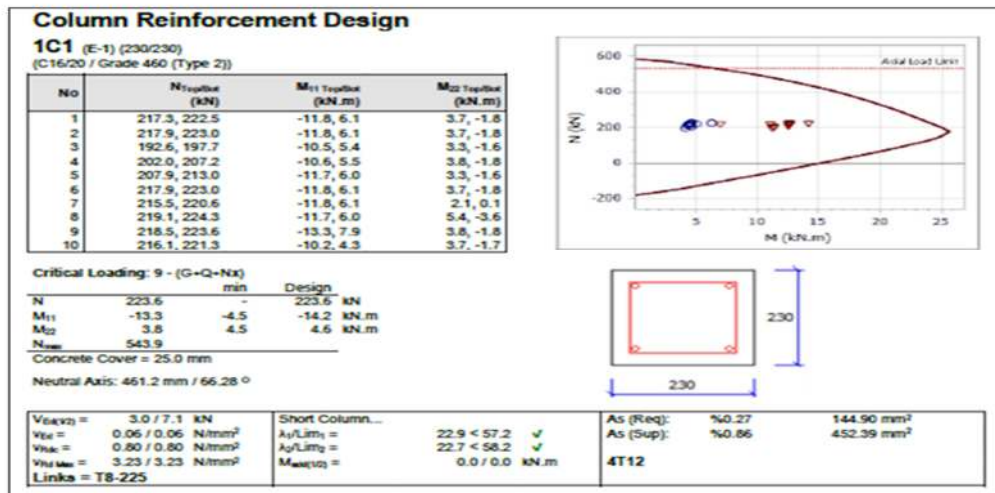 Column Reinforcement Design
1C1 (E-1) (230/230)
(C16/20 / Grade 460 (Type 2))
No NTop/Bot (kN) M11 Top/Bot (kN.m) M22 Top/Bot (kN.m)
1 217.3, 222.5 -11.8, 6.1 3.7, -1.8
2 217.9, 223.0 -11.8, 6.1 3.7, -1.8
3 192.6, 197.7 -10.5, 5.4 3.3, -1.6
4 202.0, 207.2 -10.6, 5.5 3.8, -1.8
5 207.9, 213.0 -11.7, 6.0 3.3, -1.6
6 217.9, 223.0 -11.8, 6.1 3.7, -1.8
7 215.5, 220.6 -11.8, 6.1 2.1, 0.1
8 219.1, 224.3 -11.7, 6.0 5.4, -3.6
9 218.5, 223.6 -13.3, 7.9 3.8, -1.8
10 216.1, 221.3 -10.2, 4.3 3.7, -1.7
600
400
200
0
-200
N (kN)
Axial Load Limit
5 10 15 20 25
M (kN.m)
Critical Loading: 9 - (G+Q+Nx)
min Design
N 223.6 - 223.6 kN
M11 -13.3 -4.5 -14.2 kN.m
M22 3.8 4.5 4.6 kN.m
Nmax 543.9
Concrete Cover = 25.0 mm
Neutral Axis: 461.2 mm / 66.28 °
230
230
VEd(1/2) = 3.0 / 7.1 kN
vEd = 0.06 / 0.06 N/mm²
vRdc = 0.80 / 0.80 N/mm²
vRd Max = 3.23 / 3.23 N/mm²
Links = T8-225
Short Column...
λ1/Lim1 = 22.9 < 57.2 ✓
λ2/Lim2 = 22.7 < 58.2 ✓
Madd(1/2) = 0.0 / 0.0 kN.m
As (Req): %0.27 144.90 mm²
As (Sup): %0.86 452.39 mm²
4T12